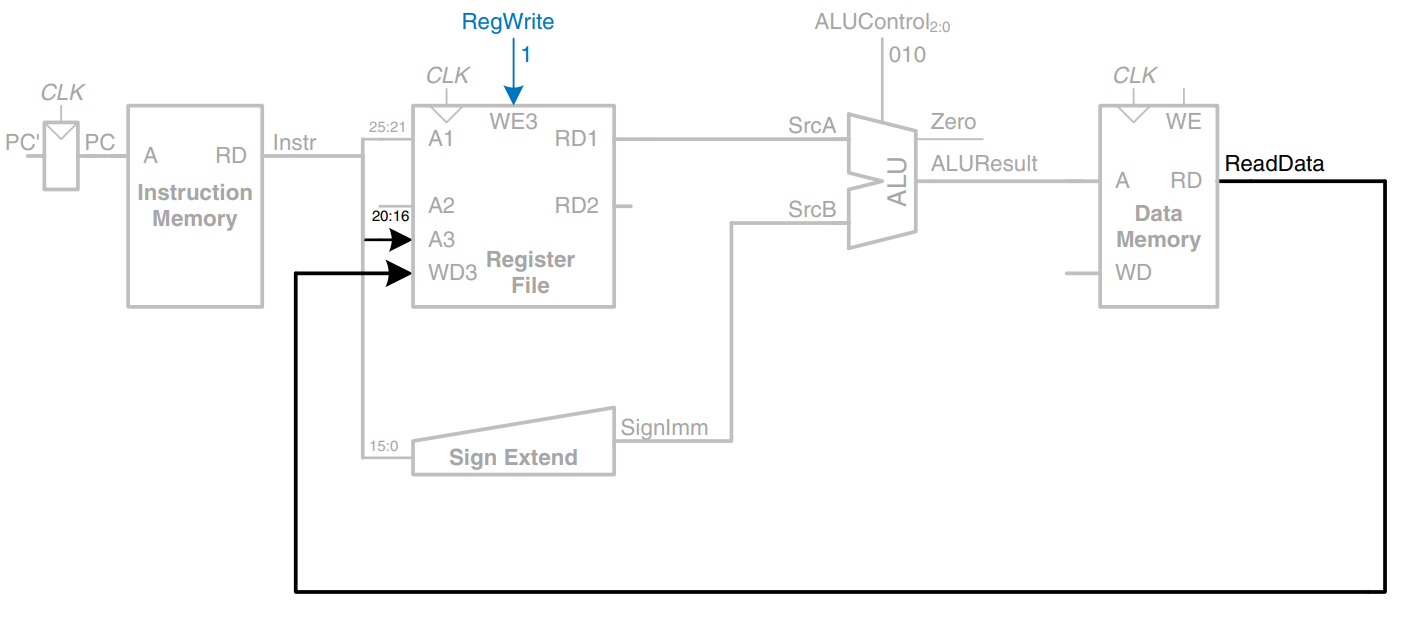 RegWrite
ALUControl2:0
1
010
CLK
CLK
CLK
PC'
PC
Instr
25:21
A1
WE3
RD1
SrcA
Zero
WE
A
RD
ALUResult
ReadData
Instruction
Memory
A2
RD2
SrcB
ALU
A
RD
20:16
A3
Data
Memory
WD3
Register
File
WD
15:0
SignImm
Sign Extend